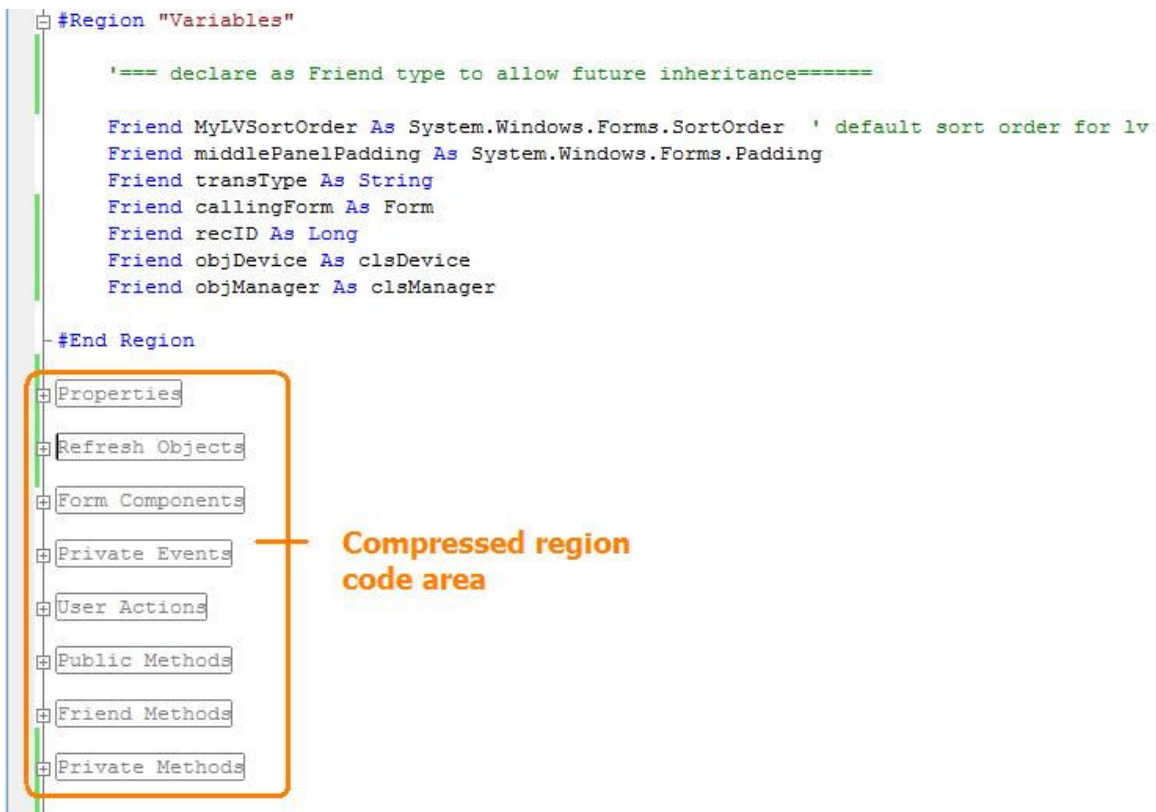 #Region "Variables"
'=== declare as Friend type to allow future inheritance======
Friend MyLVSortOrder As System.Windows.Forms.SortOrder ' default sort order for lv
Friend middlePanelPadding As System.Windows.Forms.Padding
Friend transType As String
Friend callingForm As Form
Friend recID As Long
Friend objDevice As clsDevice
Friend objManager As clsManager
#End Region
Properties
Refresh Objects
Form Components
Private Events
Compressed region
code area
User Actions
Public Methods
Friend Methods
Private Methods